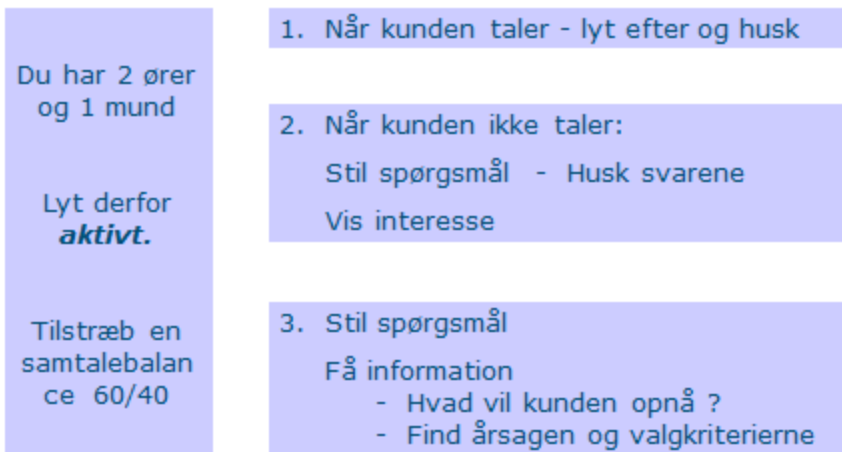 Du har 2 ører
og 1 mund
Lyt derfor
aktivt.
Tilstræb en
samtalebalan
ce 60/40
1. Når kunden taler - lyt efter og husk
2. Når kunden ikke taler:
Stil spørgsmål - Husk svarene
Vis interesse
3. Stil spørgsmål
Få information
- Hvad vil kunden opnå ?
- Find årsagen og valgkriterierne